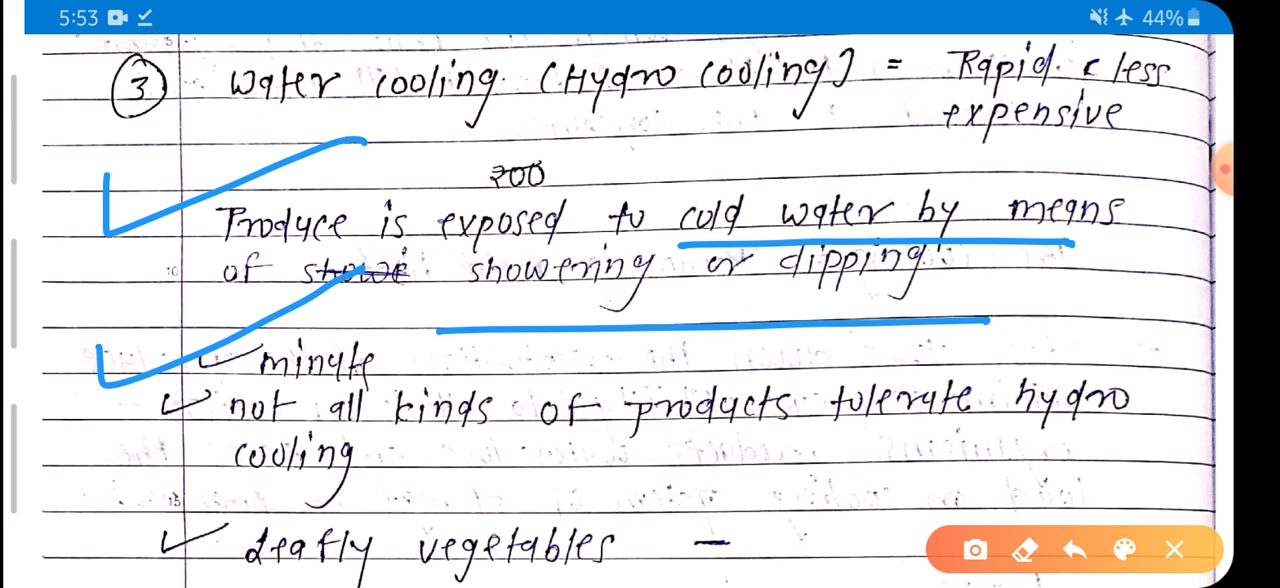 5:53
44%
3 Water cooling. (Hydro cooling) = Rapid. & less
expensive
Produce is exposed to cold water by means
of showering or dipping.
minute
not all kinds of products tolerate hydro
cooling
leafly vegetables -